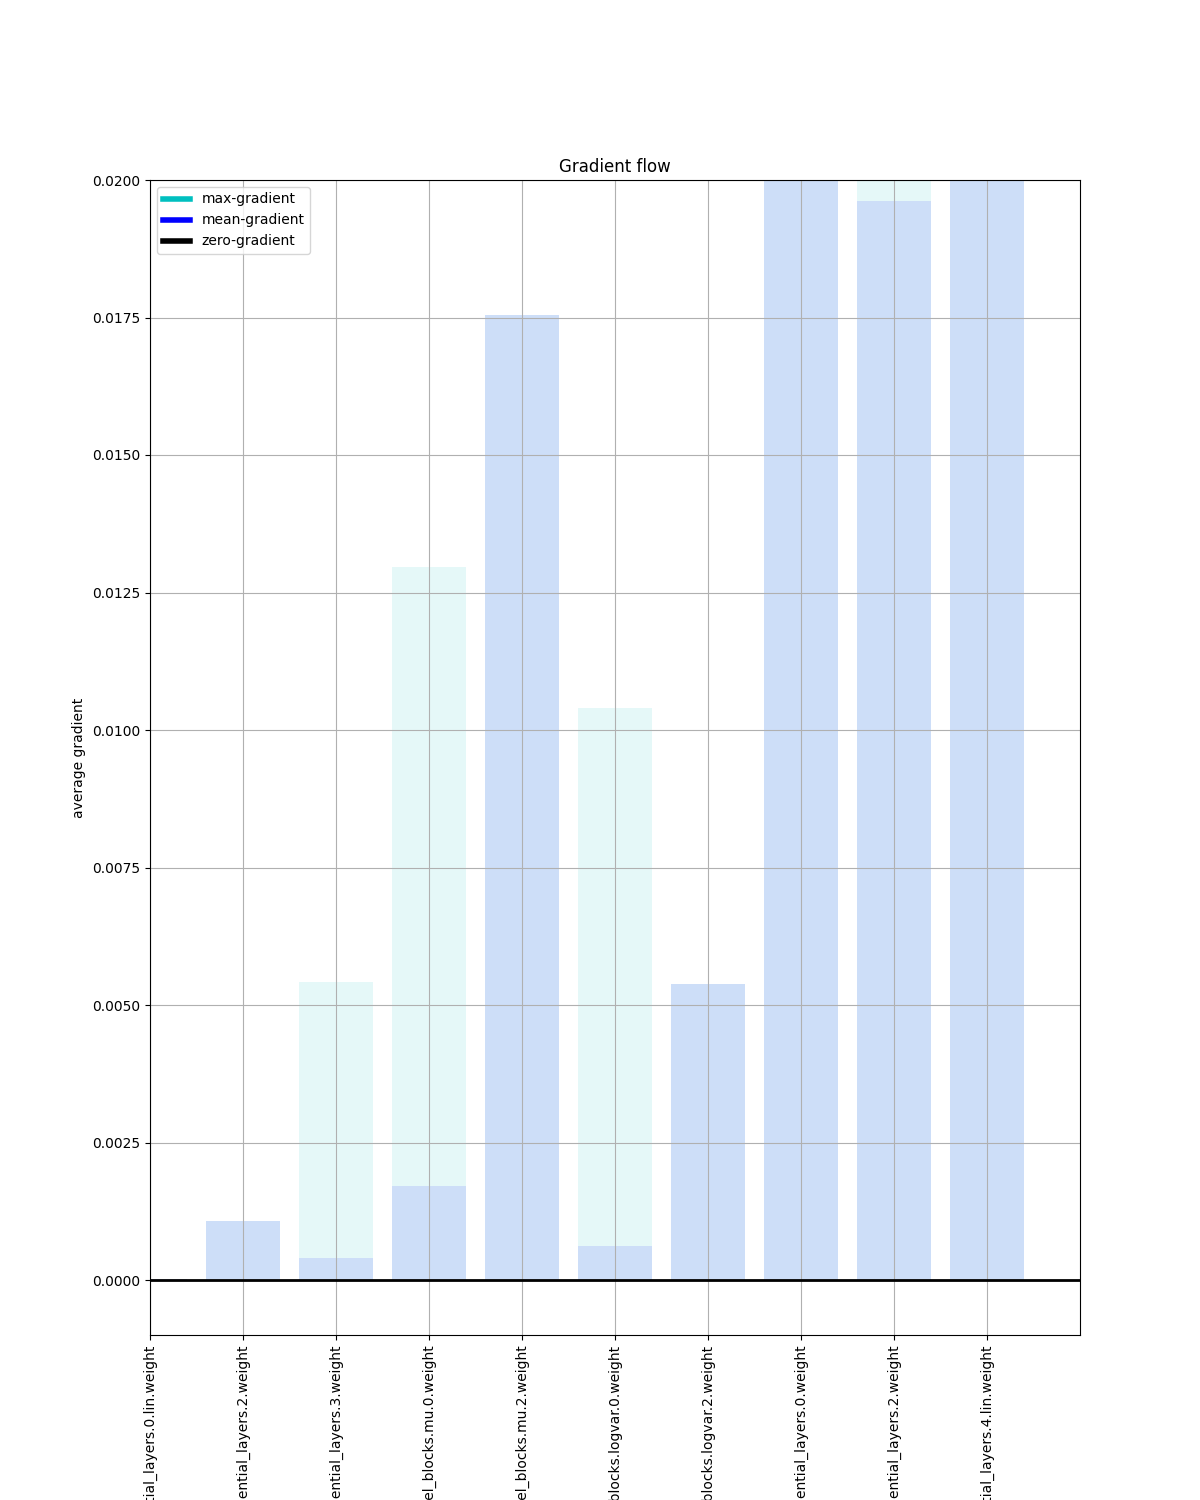 Gradient flow
max-gradient
mean-gradient
zero-gradient
average gradient
0.0200
0.0175
0.0150
0.0125
0.0100
0.0075
0.0050
0.0025
0.0000
tial_layers.0.lin.weight
ential_layers.2.weight
ential_layers.3.weight
el_blocks.mu.0.weight
el_blocks.mu.2.weight
blocks.logvar.0.weight
blocks.logvar.2.weight
ential_layers.0.weight
ential_layers.2.weight
tial_layers.4.lin.weight